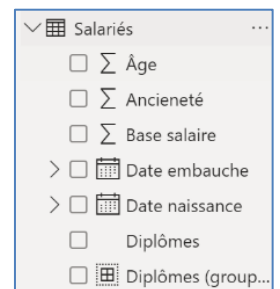 Salariés ...
Âge
Ancieneté
Base salaire
Date embauche
Date naissance
Diplômes
Diplômes (group...